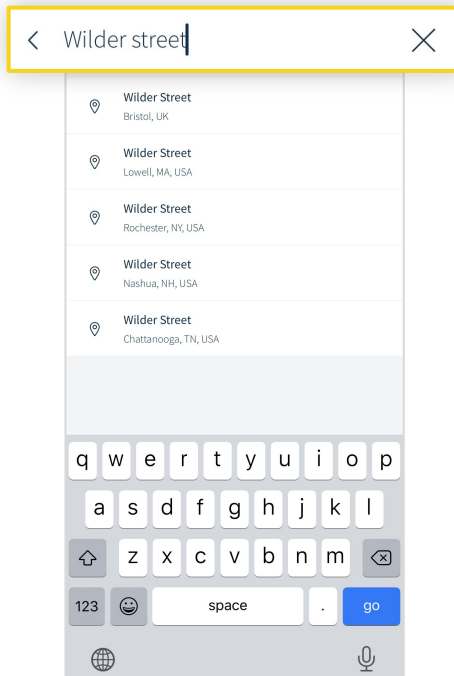 Wilder street
Wilder Street
Bristol, UK
Wilder Street
Lowell, MA, USA
Wilder Street
Rochester, NY, USA
Wilder Street
Nashua, NH, USA
Wilder Street
Chattanooga, TN, USA
q w e r t y u i o p
a s d f g h j k l
z x c v b n m
123 space . go